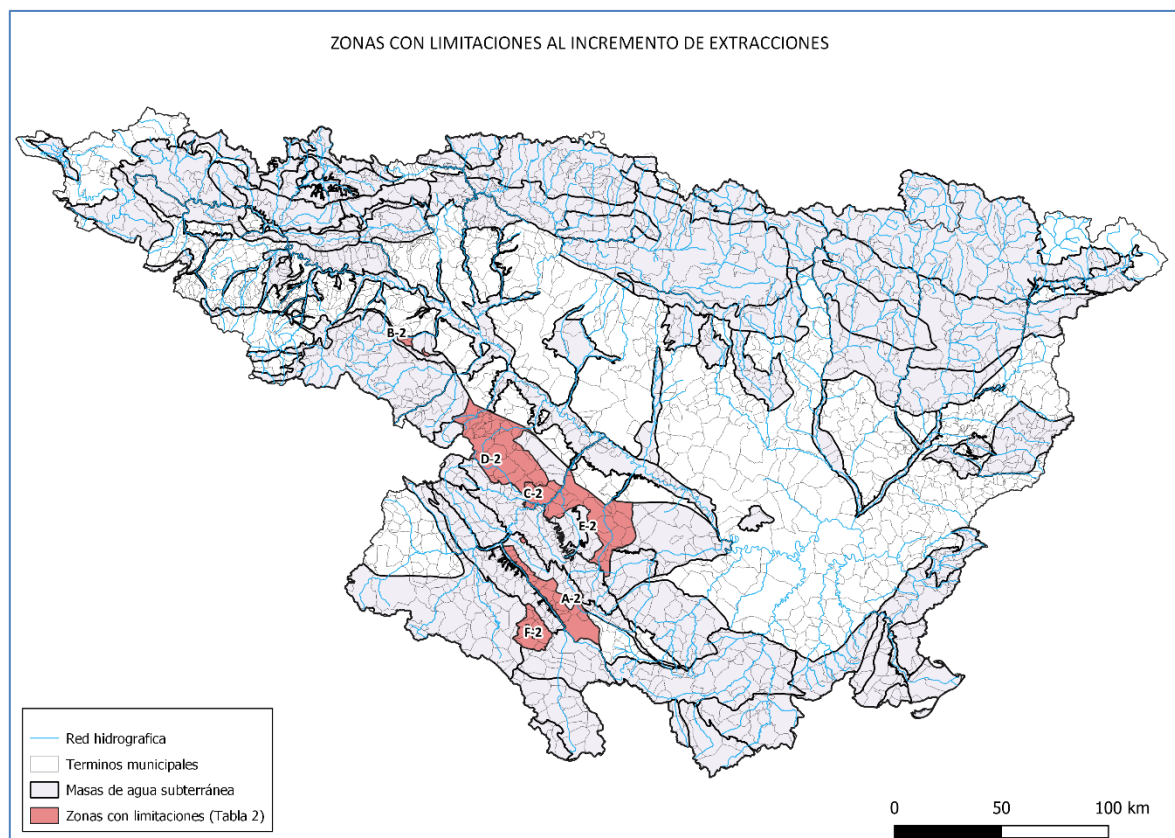 ZONAS CON LIMITACIONES AL INCREMENTO DE EXTRACCIONES
B-2
D-2
C-2
E-2
A-2
F-2
Red hidrografica
Terminos municipales
Masas de agua subterránea
Zonas con limitaciones (Tabla 2)
0 50 100 km